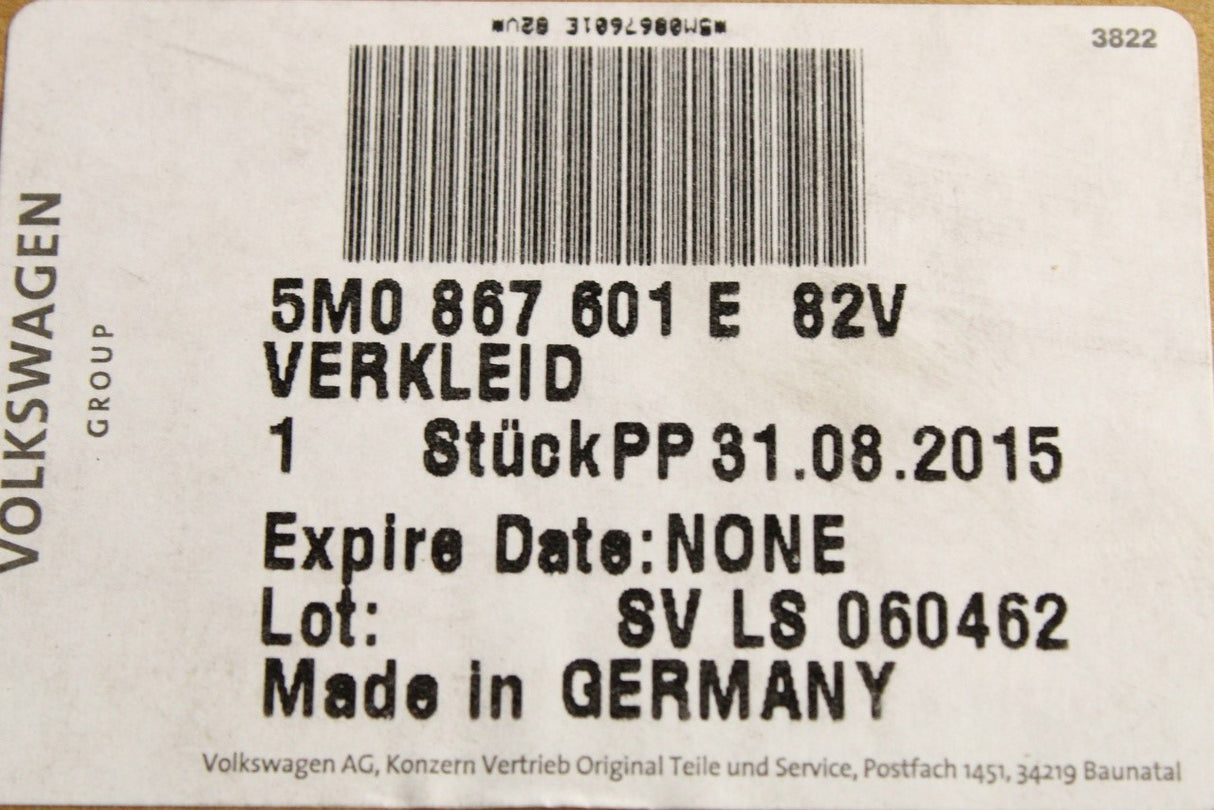 *5M0867601E 82V*
3822
VOLKSWAGEN
GROUP
5M0 867 601 E 82V
VERKLEID
1 Stück PP 31.08.2015
Expire Date: NONE
Lot: SV LS 060462
Made in GERMANY
Volkswagen AG, Konzern Vertrieb Original Teile und Service, Postfach 1451, 34219 Baunatal